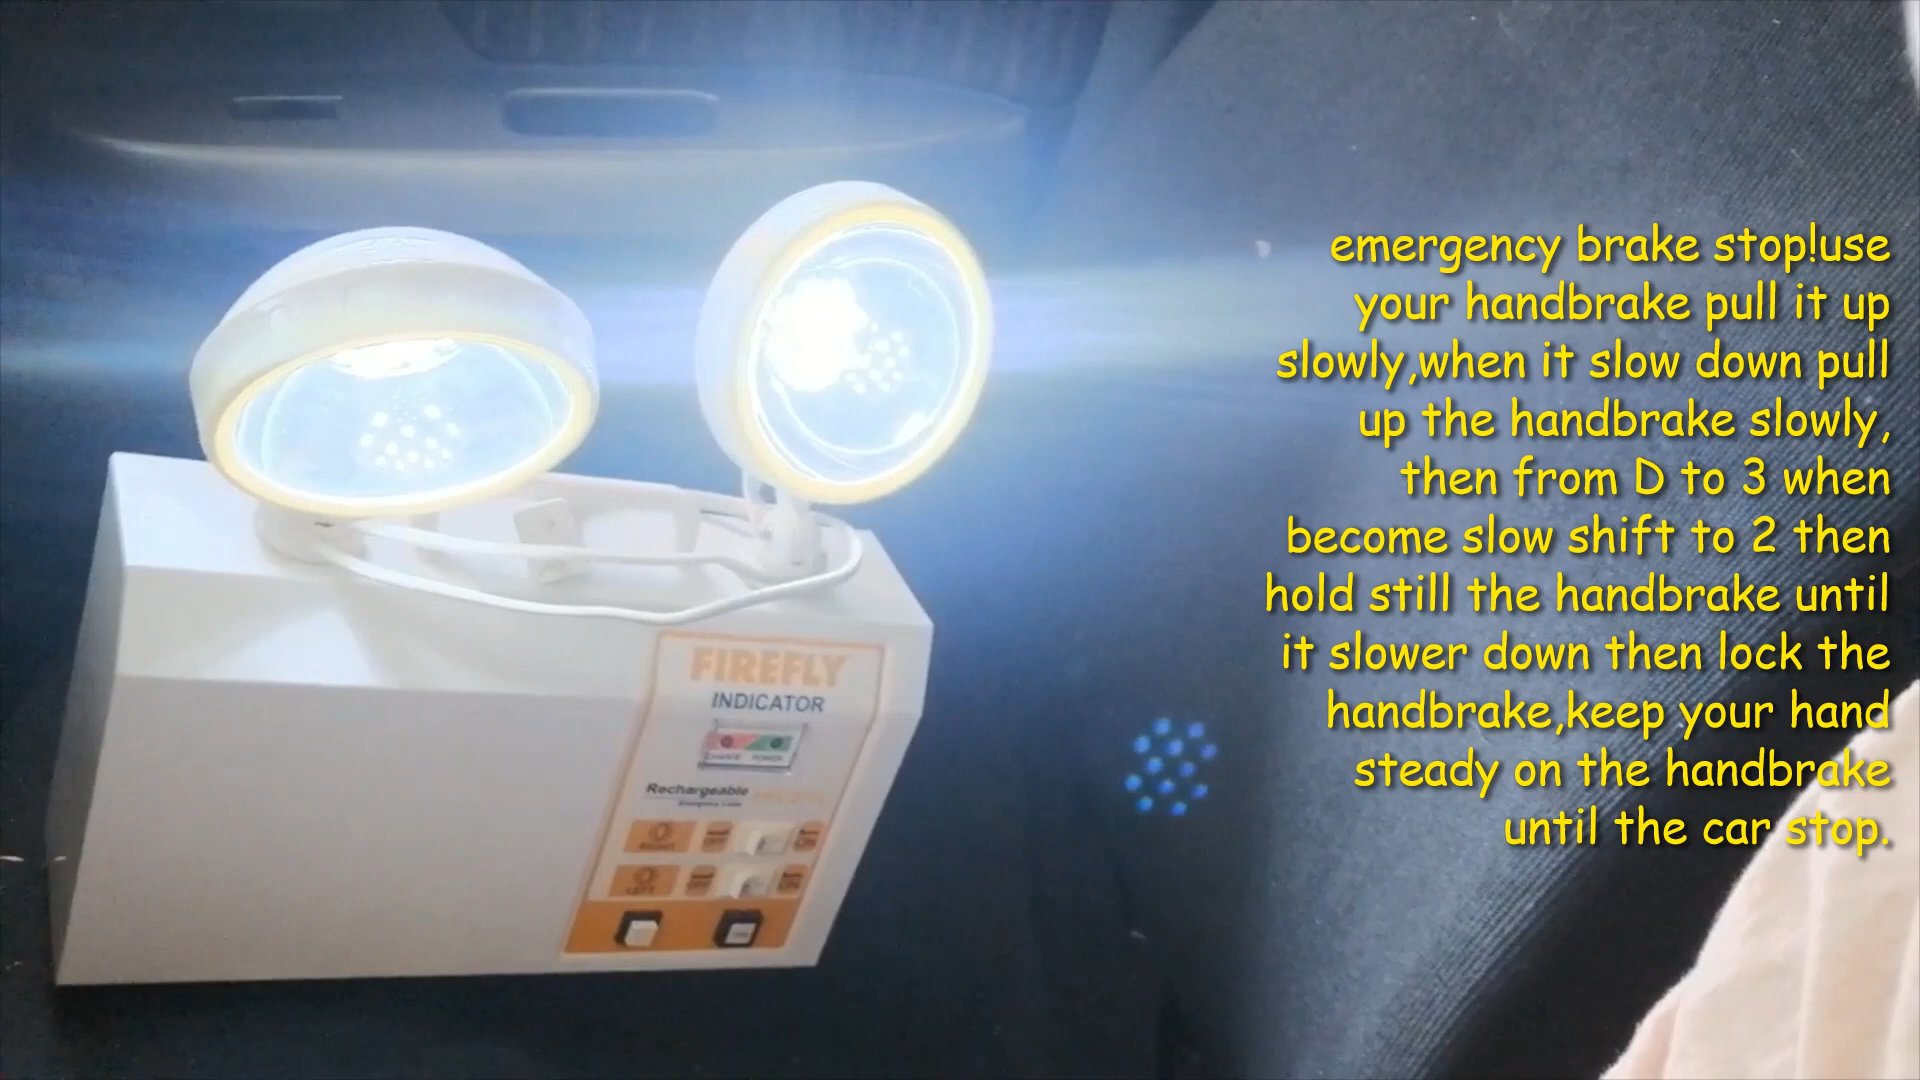 emergency brake stop!use
your handbrake pull it up
slowly,when it slow down pull
up the handbrake slowly,
then from D to 3 when
become slow shift to 2 then
hold still the handbrake until
it slower down then lock the
handbrake,keep your hand
steady on the handbrake
until the car stop.
FIREFLY
INDICATOR
CHARGE POWER
Rechargeable